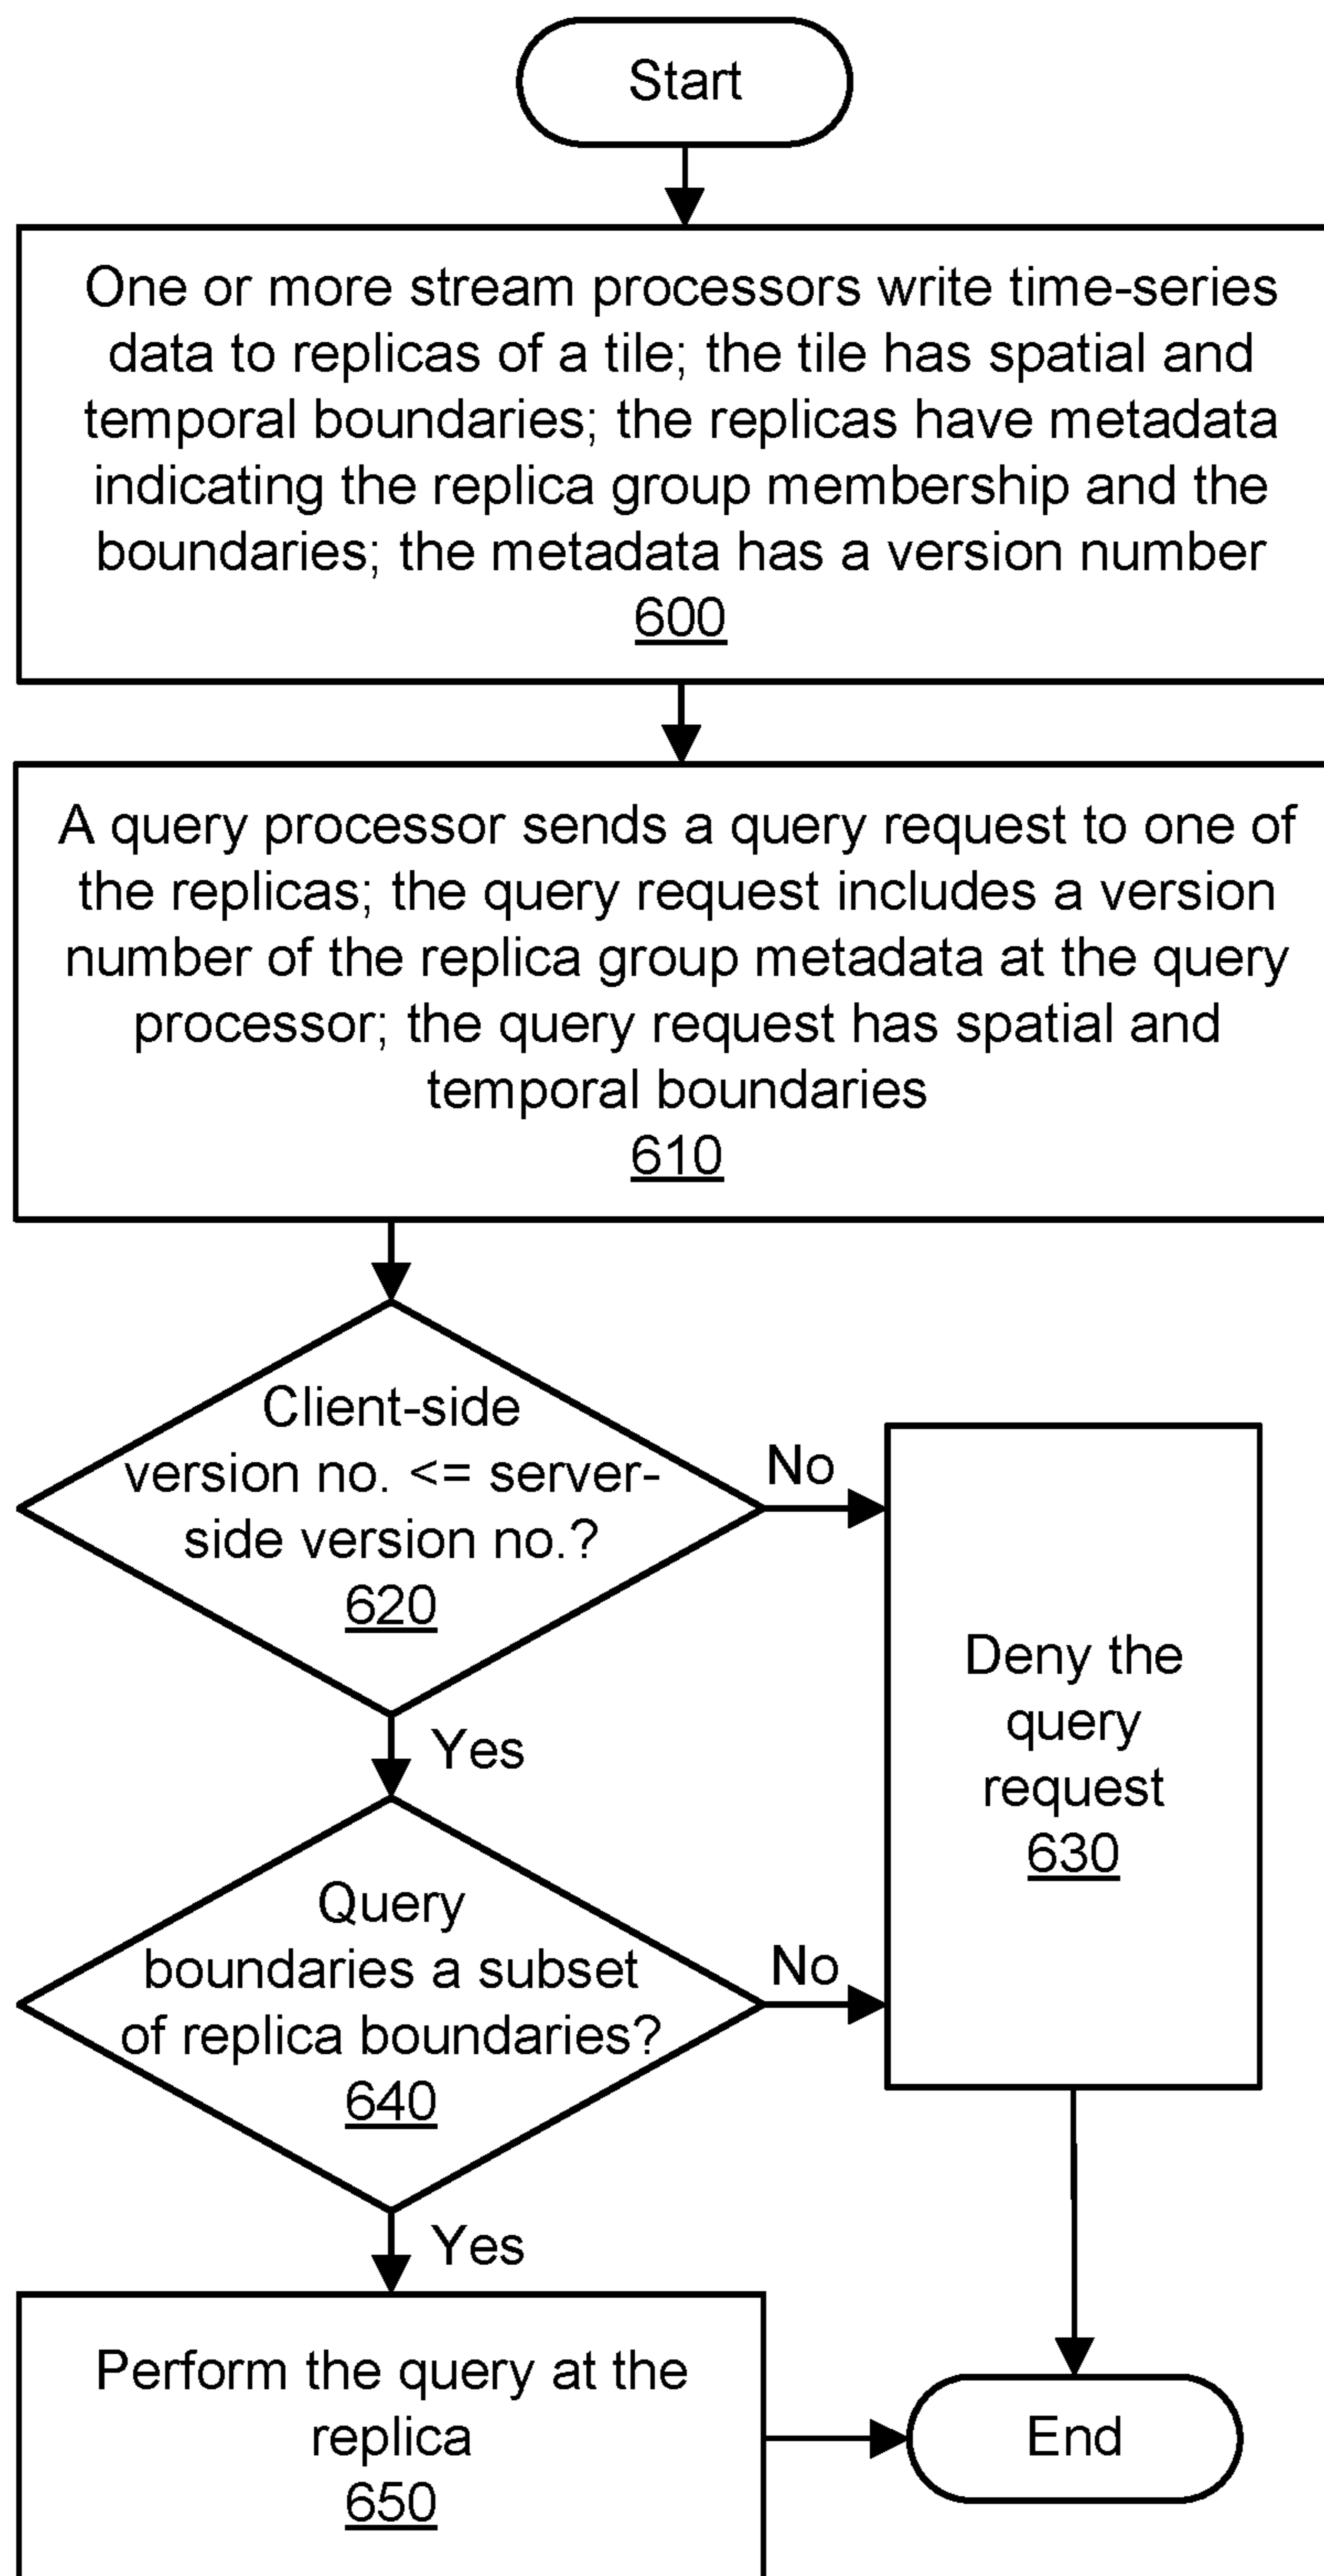 Start
One or more stream processors write time-series
data to replicas of a tile; the tile has spatial and
temporal boundaries; the replicas have metadata
indicating the replica group membership and the
boundaries; the metadata has a version number
600
A query processor sends a query request to one of
the replicas; the query request includes a version
number of the replica group metadata at the query
processor; the query request has spatial and
temporal boundaries
610
Client-side
version no. <= server-
side version no.?
620
No
Yes
Deny the
query
request
630
Query
boundaries a subset
of replica boundaries?
640
No
Yes
Perform the query at the
replica
650
End